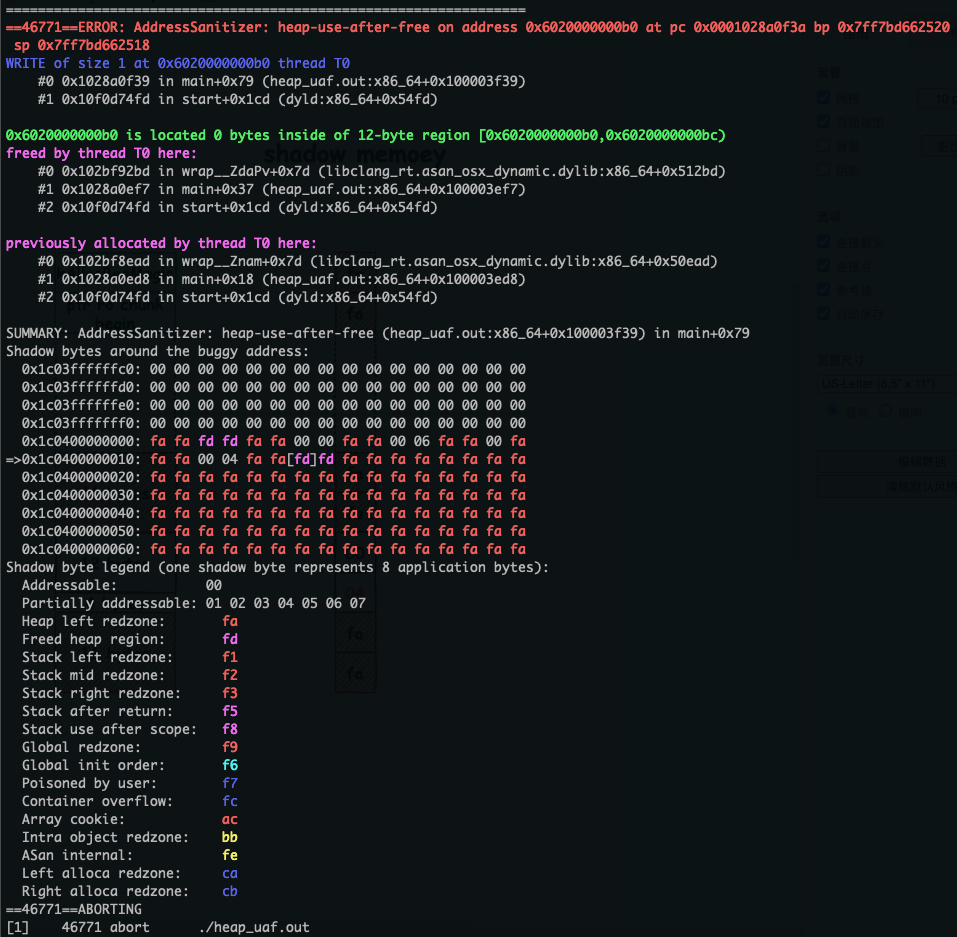 =================================================================
==46771==ERROR: AddressSanitizer: heap-use-after-free on address 0x6020000000b0 at pc 0x0001028a0f3a bp 0x7ff7bd662520
 sp 0x7ff7bd662518
WRITE of size 1 at 0x6020000000b0 thread T0
    #0 0x1028a0f39 in main+0x79 (heap_uaf.out:x86_64+0x100003f39)
    #1 0x10f0d74fd in start+0x1cd (dyld:x86_64+0x54fd)
0x6020000000b0 is located 0 bytes inside of 12-byte region [0x6020000000b0,0x6020000000bc)
freed by thread T0 here:
shadow memoey
    #0 0x102bf92bd in wrap__ZdaPv+0x7d (libclang_rt.asan_osx_dynamic.dylib:x86_64+0x512bd)
    #1 0x1028a0ef7 in main+0x37 (heap_uaf.out:x86_64+0x100003ef7)
    #2 0x10f0d74fd in start+0x1cd (dyld:x86_64+0x54fd)
previously allocated by thread T0 here:
    #0 0x102bf8ead in wrap__Znam+0x7d (libclang_rt.asan_osx_dynamic.dylib:x86_64+0x50ead)
    #1 0x1028a0ed8 in main+0x18 (heap_uaf.out:x86_64+0x100003ed8)
    #2 0x10f0d74fd in start+0x1cd (dyld:x86_64+0x54fd)
fa
SUMMARY: AddressSanitizer: heap-use-after-free (heap_uaf.out:x86_64+0x100003f39) in main+0x79
Shadow bytes around the buggy address:
  0x1c03ffffffc0: 00 00 00 00 00 00 00 00 00 00 00 00 00 00 00 00
  0x1c03ffffffd0: 00 00 00 00 00 00 00 00 00 00 00 00 00 00 00 00
  0x1c03ffffffe0: 00 00 00 00 00 00 00 00 00 00 00 00 00 00 00 00
  0x1c03fffffff0: 00 00 00 00 00 00 00 00 00 00 00 00 00 00 00 00
  0x1c0400000000: fa fa fd fd fa fa 00 00 fa fa 00 06 fa fa 00 fa
=>0x1c0400000010: fa fa 00 04 fa fa[fd]fd fa fa fa fa fa fa fa fa
  0x1c0400000020: fa fa fa fa fa fa fa fa fa fa fa fa fa fa fa fa
  0x1c0400000030: fa fa fa fa fa fa fa fa fa fa fa fa fa fa fa fa
  0x1c0400000040: fa fa fa fa fa fa fa fa fa fa fa fa fa fa fa fa
  0x1c0400000050: fa fa fa fa fa fa fa fa fa fa fa fa fa fa fa fa
  0x1c0400000060: fa fa fa fa fa fa fa fa fa fa fa fa fa fa fa fa
US-Letter (8.5" x 11")
Shadow byte legend (one shadow byte represents 8 application bytes):
  Addressable:           00
  Partially addressable: 01 02 03 04 05 06 07
  Heap left redzone:       fa
  Freed heap region:       fd
  Stack left redzone:      f1
  Stack mid redzone:       f2
  Stack right redzone:     f3
  Stack after return:      f5
  Stack use after scope:   f8
  Global redzone:          f9
  Global init order:       f6
  Poisoned by user:        f7
  Container overflow:      fc
  Array cookie:            ac
  Intra object redzone:    bb
  ASan internal:           fe
  Left alloca redzone:     ca
  Right alloca redzone:    cb
fa
fa
==46771==ABORTING
[1]    46771 abort      ./heap_uaf.out